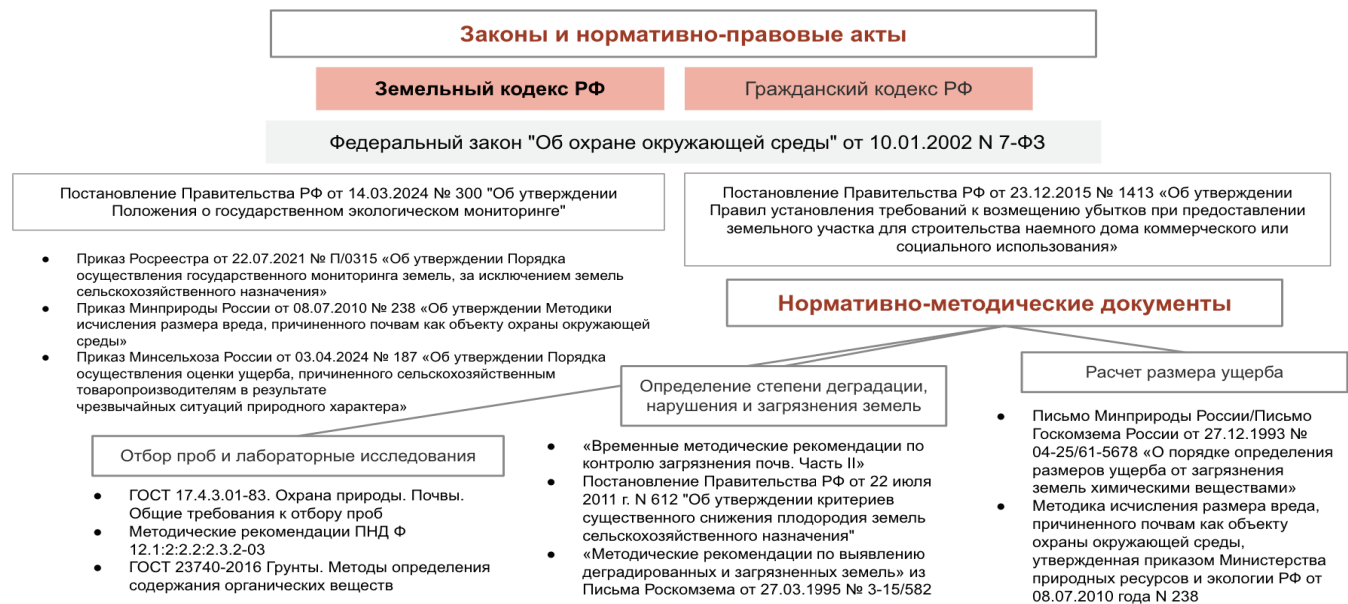 Законы и нормативно-правовые акты
Земельный кодекс РФ
Гражданский кодекс РФ
Федеральный закон "Об охране окружающей среды" от 10.01.2002 N 7-ФЗ
Постановление Правительства РФ от 14.03.2024 № 300 "Об утверждении
Положения о государственном экологическом мониторинге"
Постановление Правительства РФ от 23.12.2015 № 1413 «Об утверждении
Правил установления требований к возмещению убытков при предоставлении
земельного участка для строительства наемного дома коммерческого или
социального использования»
● Приказ Росреестра от 22.07.2021 № П/0315 «Об утверждении Порядка
осуществления государственного мониторинга земель, за исключением земель
сельскохозяйственного назначения»
● Приказ Минприроды России от 08.07.2010 № 238 «Об утверждении Методики
исчисления размера вреда, причиненного почвам как объекту охраны окружающей
среды»
● Приказ Минсельхоза России от 03.04.2024 № 187 «Об утверждении Порядка
осуществления оценки ущерба, причиненного сельскохозяйственным
товаропроизводителям в результате
чрезвычайных ситуаций природного характера»
Нормативно-методические документы
Отбор проб и лабораторные исследования
● ГОСТ 17.4.3.01-83. Охрана природы. Почвы.
Общие требования к отбору проб
● Методические рекомендации ПНД Ф
12.1:2:2.2:2.3.2-03
● ГОСТ 23740-2016 Грунты. Методы определения
содержания органических веществ
Определение степени деградации,
нарушения и загрязнения земель
● «Временные методические рекомендации по
контролю загрязнения почв. Часть II»
● Постановление Правительства РФ от 22 июля
2011 г. N 612 "Об утверждении критериев
существенного снижения плодородия земель
сельскохозяйственного назначения"
● «Методические рекомендации по выявлению
деградированных и загрязненных земель» из
Письма Роскомзема от 27.03.1995 № 3-15/582
Расчет размера ущерба
● Письмо Минприроды России/Письмо
Госкомзема России от 27.12.1993 №
04-25/61-5678 «О порядке определения
размеров ущерба от загрязнения
земель химическими веществами»
● Методика исчисления размера вреда,
причиненного почвам как объекту
охраны окружающей среды,
утвержденная приказом Министерства
природных ресурсов и экологии РФ от
08.07.2010 года N 238